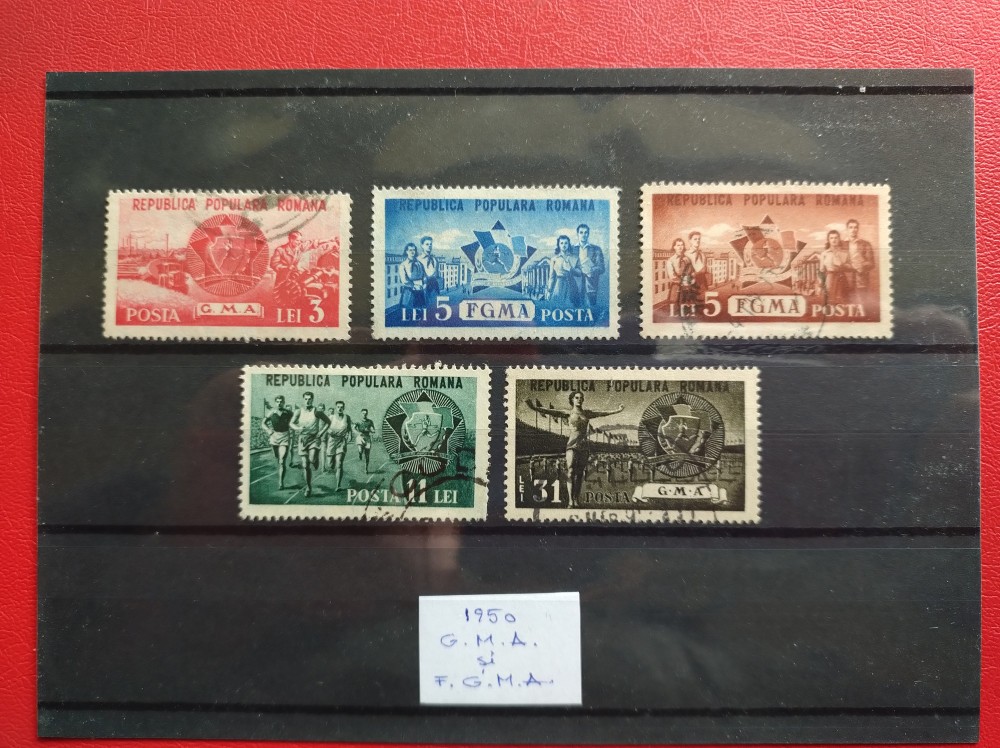 REPUBLICA POPULARA ROMANA
G.M.A
POSTA LEI 3
REPUBLICA POPULARA ROMANA
LEI 5 FGMA POSTA
REPUBLICA POPULARA ROMANA
LEI 5 FGMA POSTA
REPUBLICA POPULARA ROMANA
POSTA 11 LEI
REPUBLICA POPULARA ROMANA
LEI 31 POSTA G·M·A
1950
G.M.A.
și
F.G.M.A.